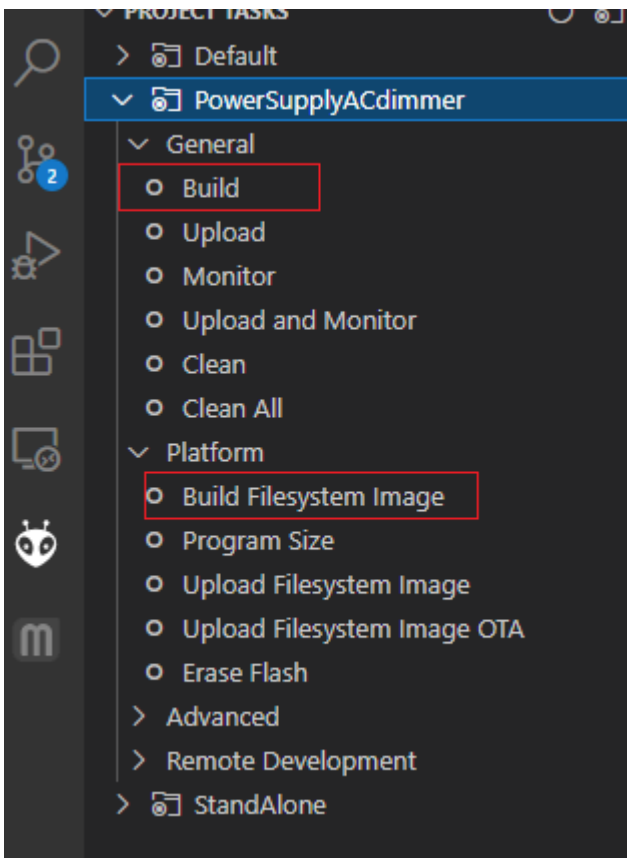 PROJECT TASKS
Default
PowerSupplyACdimmer
General
Build
Upload
Monitor
Upload and Monitor
Clean
Clean All
Platform
Build Filesystem Image
Program Size
Upload Filesystem Image
Upload Filesystem Image OTA
Erase Flash
Advanced
Remote Development
StandAlone
2
m